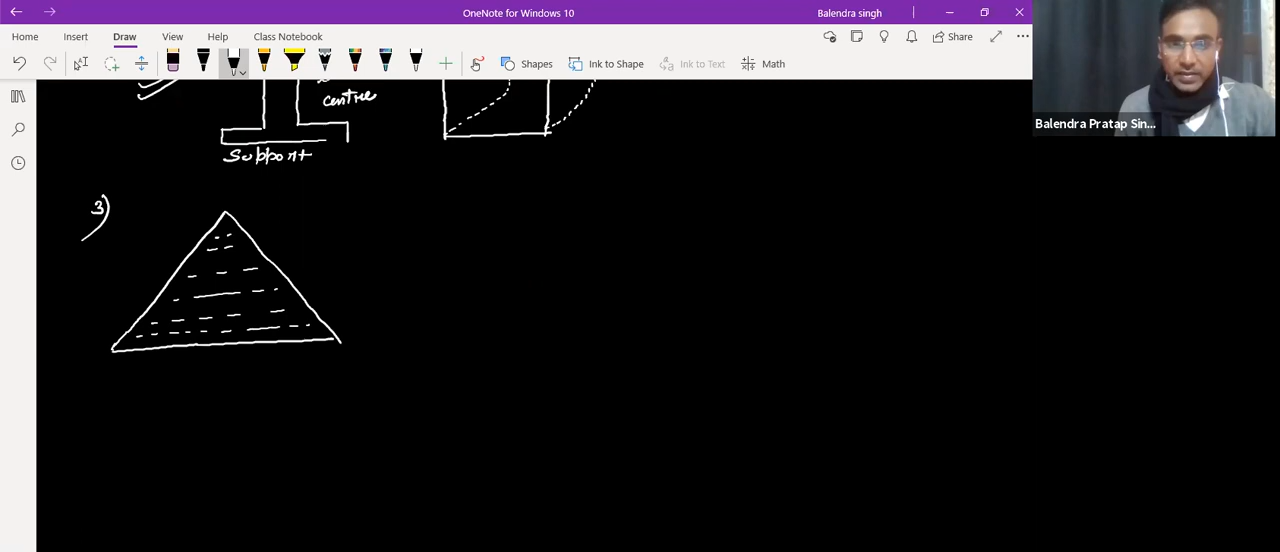 OneNote for Windows 10
Balendra singh
Home Insert Draw View Help Class Notebook
Share
Shapes Ink to Shape Ink to Text Math
Balendra Pratap Sin...
centre
Support
3)